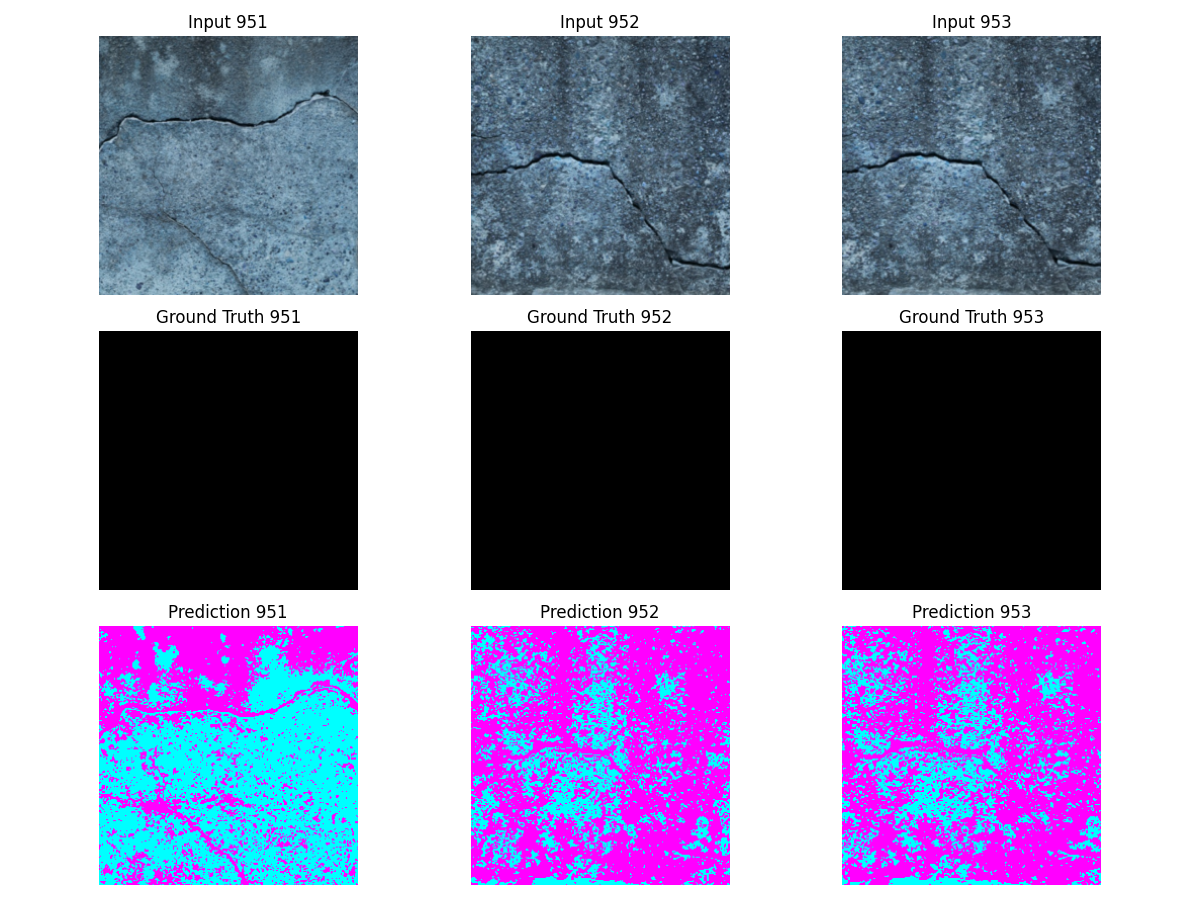 Input 951
Input 952
Input 953
Ground Truth 951
Ground Truth 952
Ground Truth 953
Prediction 951
Prediction 952
Prediction 953